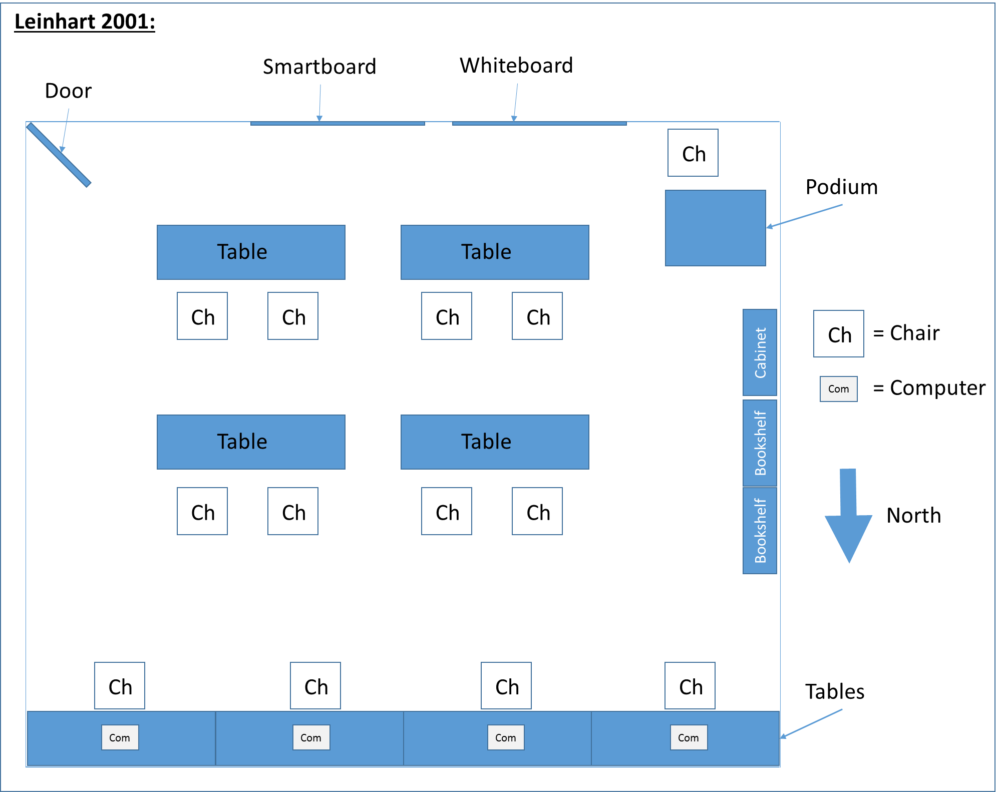 Leinhart 2001:
Smartboard
Whiteboard
Door
Ch
Podium
Table
Table
Ch
Ch
Ch
Ch
Cabinet
Ch
= Chair
Com
= Computer
Table
Table
Bookshelf
Ch
Ch
Ch
Ch
Bookshelf
North
Ch
Ch
Ch
Ch
Tables
Com
Com
Com
Com